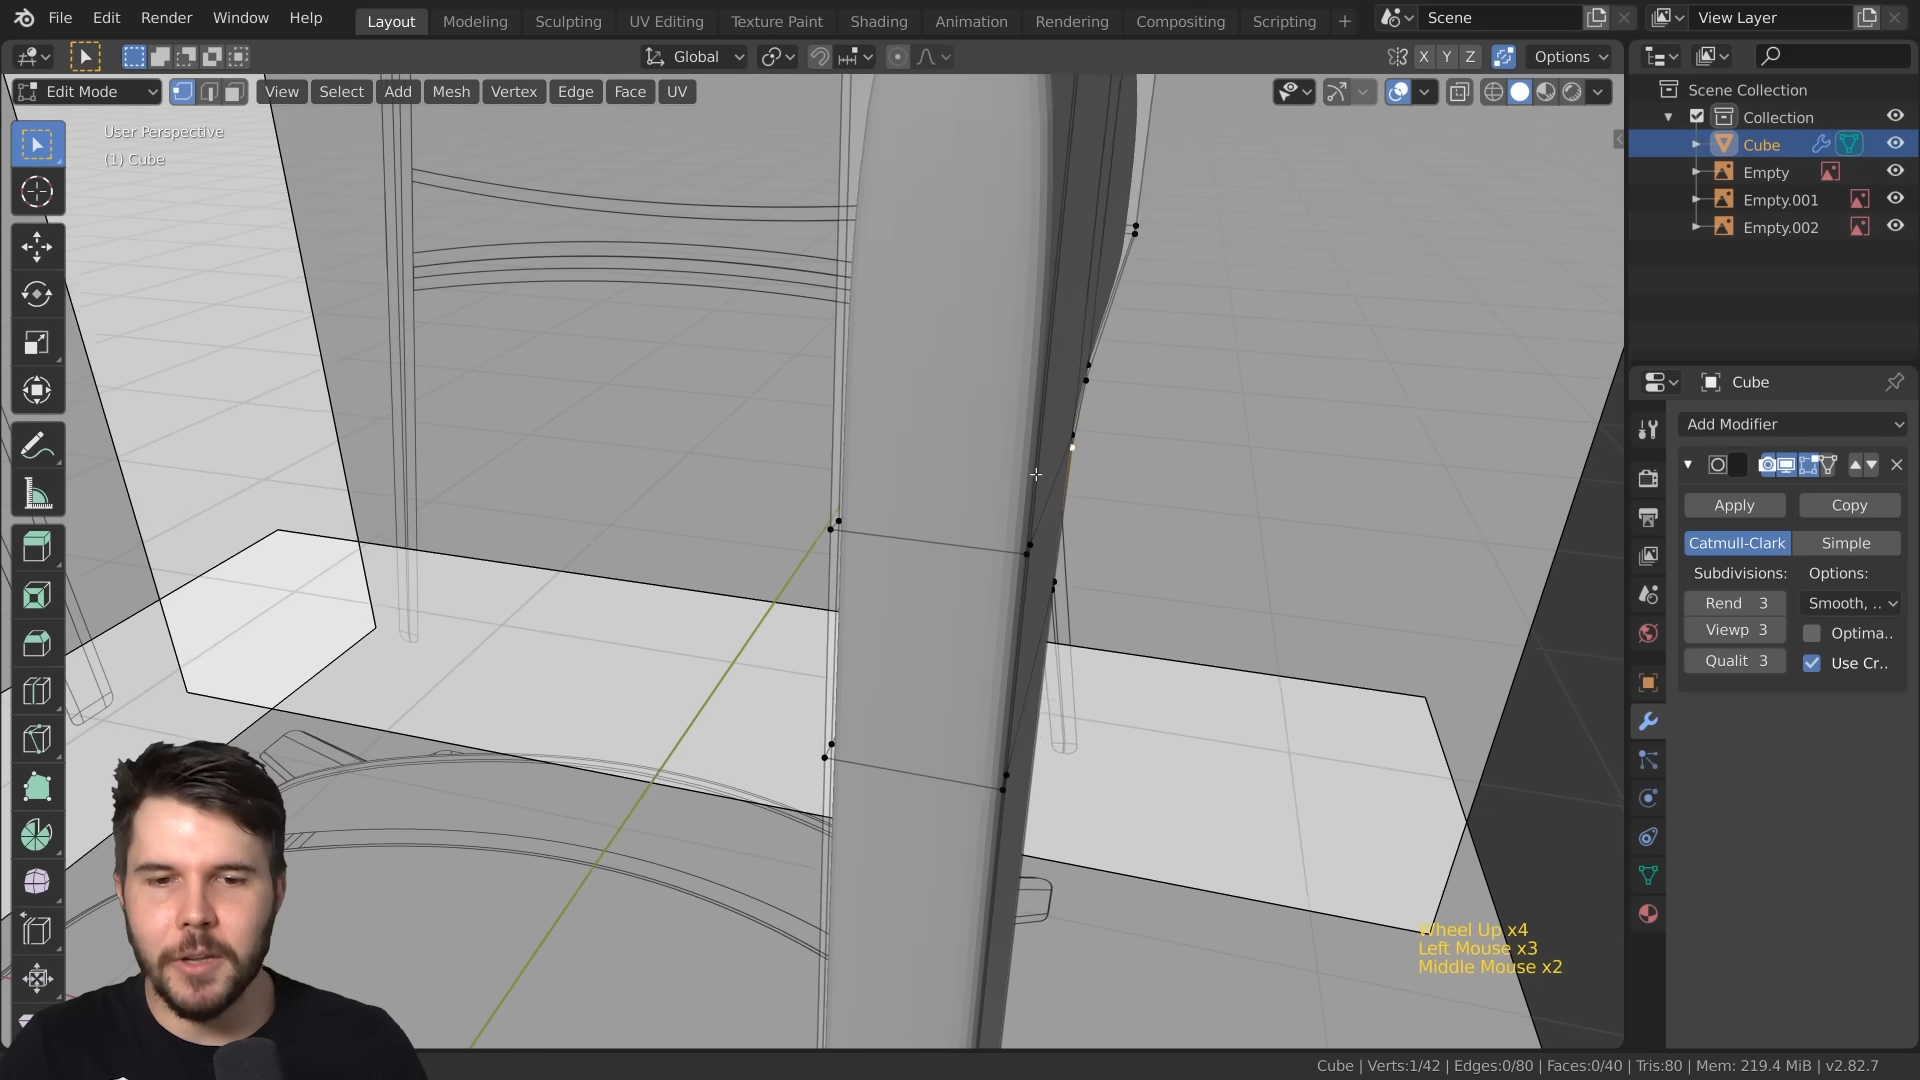 File Edit Render Window Help
Layout Modeling Sculpting UV Editing Texture Paint Shading Animation Rendering Compositing Scripting +
Scene
View Layer
Global
X Y Z
Options
Edit Mode
View Select Add Mesh Vertex Edge Face UV
User Perspective
(1) Cube
Scene Collection
Collection
Cube
Empty
Empty.001
Empty.002
Cube
Add Modifier
Apply Copy
Catmull-Clark Simple
Subdivisions: Options:
Rend 3 Smooth, ..
Viewp 3 Optima..
Qualit 3 Use Cr..
Wheel Up x4
Left Mouse x3
Middle Mouse x2
Cube | Verts:1/42 | Edges:0/80 | Faces:0/40 | Tris:80 | Mem: 219.4 MiB | v2.82.7